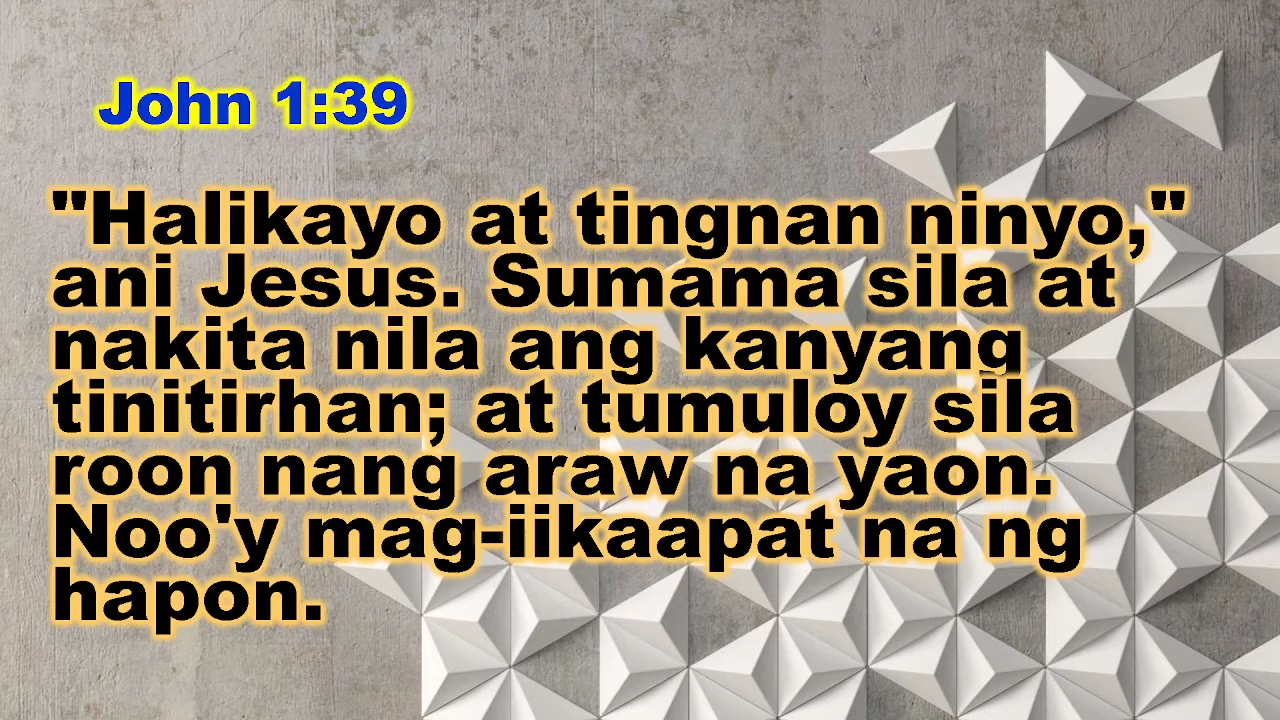 John 1:39
"Halikayo at tingnan ninyo,"
ani Jesus. Sumama sila at
nakita nila ang kanyang
tinitirhan; at tumuloy sila
roon nang araw na yaon.
Noo'y mag-iikaapat na ng
hapon.